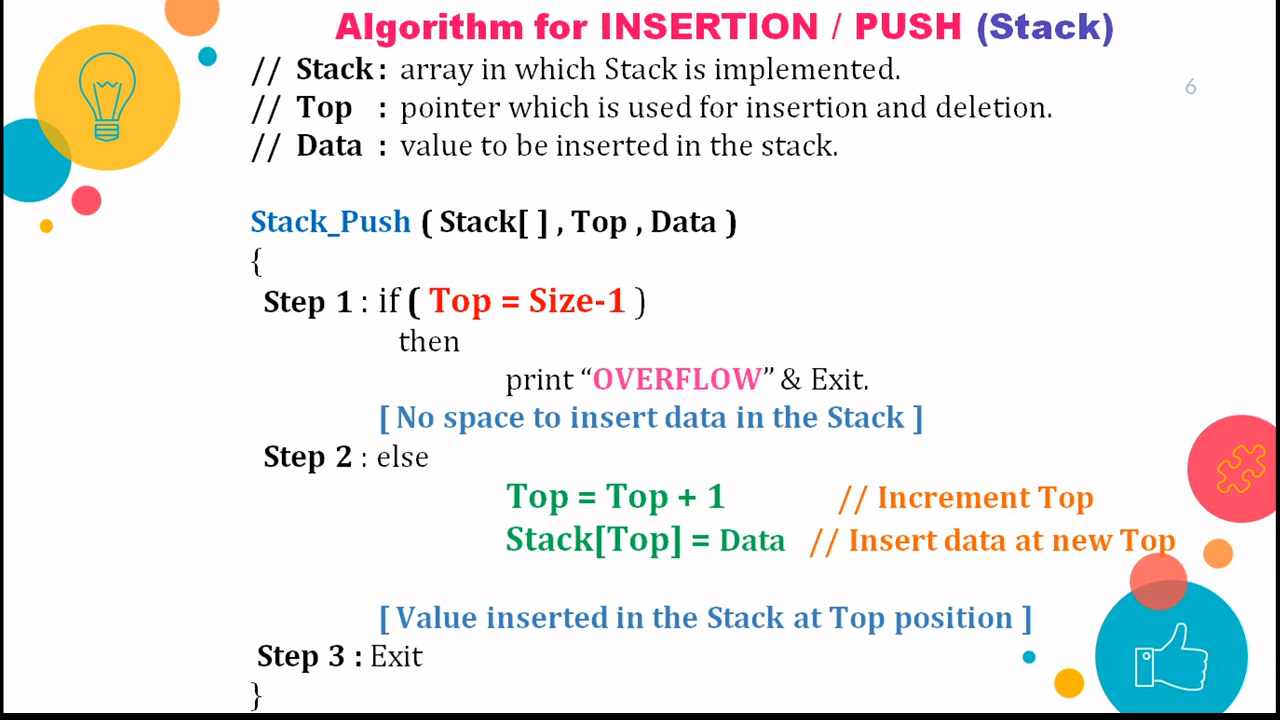 Algorithm for INSERTION / PUSH (Stack)
// Stack : array in which Stack is implemented.
6
// Top : pointer which is used for insertion and deletion.
// Data : value to be inserted in the stack.
Stack_Push ( Stack[ ] , Top , Data )
{
Step 1 : if ( Top = Size-1 )
then
print “OVERFLOW” & Exit.
[ No space to insert data in the Stack ]
Step 2 : else
Top = Top + 1 // Increment Top
Stack[Top] = Data // Insert data at new Top
[ Value inserted in the Stack at Top position ]
Step 3 : Exit
}